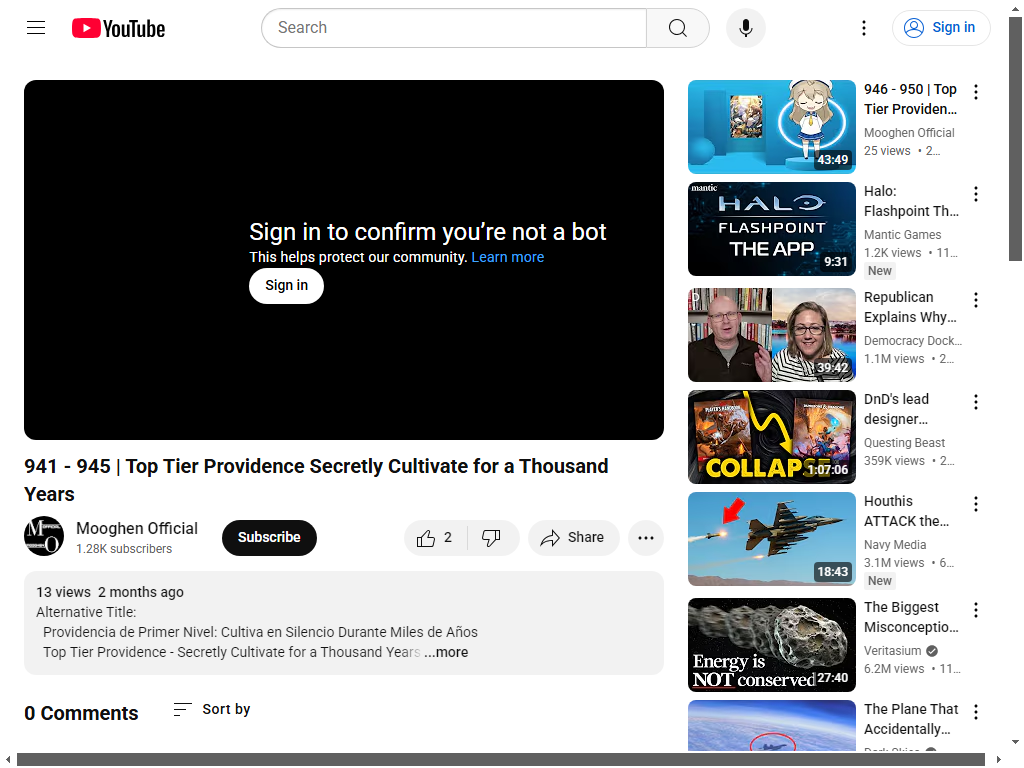 YouTube
Search
Sign in
Sign in to confirm you’re not a bot
This helps protect our community. Learn more
Sign in
941 - 945 | Top Tier Providence Secretly Cultivate for a Thousand
Years
Mooghen Official
1.28K subscribers
Subscribe
2
Share
13 views 2 months ago
Alternative Title:
Providencia de Primer Nivel: Cultiva en Silencio Durante Miles de Años
Top Tier Providence - Secretly Cultivate for a Thousand Years ...more
0 Comments
Sort by
43:49
946 - 950 | Top
Tier Providen...
Mooghen Official
25 views • 2...
mantic
HALO
FLASHPOINT
THE APP
9:31
Halo:
Flashpoint Th...
Mantic Games
1.2K views • 11...
New
39:42
Republican
Explains Why...
Democracy Dock...
1.1M views • 2...
PLAYER'S HANDBOOK
DUNGEONS & DRAGONS
COLLAPSE
1:07:06
DnD's lead
designer...
Questing Beast
359K views • 2...
18:43
Houthis
ATTACK the...
Navy Media
3.1M views • 6...
New
Energy is
NOT conserved
27:40
The Biggest
Misconceptio...
Veritasium
6.2M views • 11...
The Plane That
Accidentally...
Dark Skies